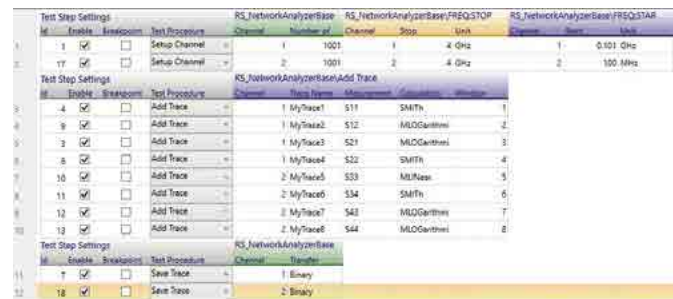 Test Step Settings RS_NetworkAnalyzerBase RS_NetworkAnalyzerBase\FREQ:STOP RS_NetworkAnalyzerBase\FREQ:STAR
Id Enable Breakpoint Test Procedure Channel Number of Channel Stop Unit Channel Start Unit
1 1 Setup Channel 1 1001 1 4 GHz 1 0.101 GHz
2 17 Setup Channel 2 1001 2 4 GHz 2 100 MHz
Test Step Settings RS_NetworkAnalyzerBase\Add Trace
Id Enable Breakpoint Test Procedure Channel Trace Name Window
3 4 Add Trace 1 MyTrace1 S11 SMITh 1
4 9 Add Trace 1 MyTrace2 S12 MLOGarithmi 2
5 3 Add Trace 1 MyTrace3 S21 MLOGarithmi 3
6 Add Trace 1 MyTrace4 S22 SMITh 4
7 10 Add Trace 2 MyTrace5 S33 MLINear 5
8 11 Add Trace 2 MyTrace6 S34 SMITh 6
9 12 Add Trace 2 MyTrace7 S43 MLOGarithmi 7
10 13 Add Trace 2 MyTrace8 S44 MLOGarithmi 8
Test Step Settings RS_NetworkAnalyzerBase
Id Enable Breakpoint Test Procedure Channel Transfer
11 7 Save Trace 1 Binary
12 18 Save Trace 2 Binary